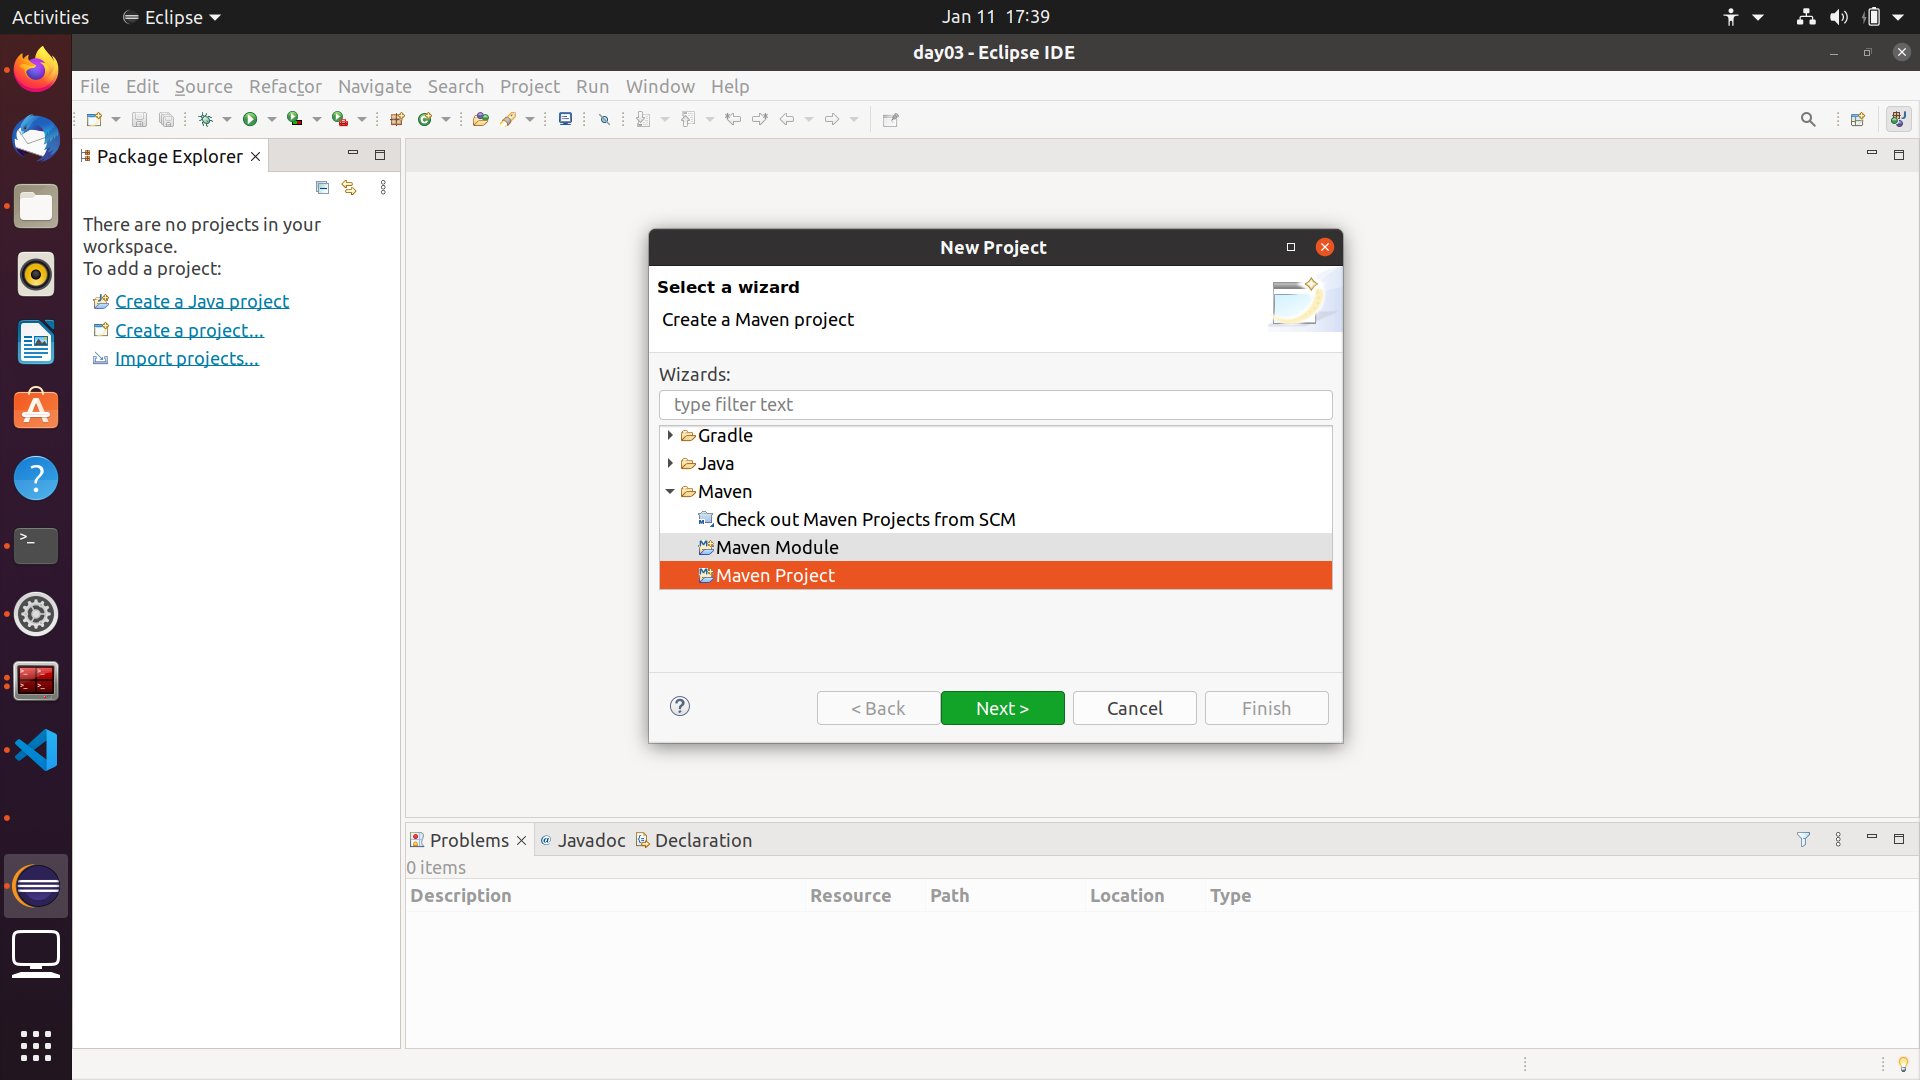 Activities
Eclipse
Jan 11 17:39
day03 - Eclipse IDE
File Edit Source Refactor Navigate Search Project Run Window Help
Package Explorer
There are no projects in your
workspace.
To add a project:
Create a Java project
Create a project...
Import projects...
New Project
Select a wizard
Create a Maven project
Wizards:
type filter text
Gradle
Java
Maven
Check out Maven Projects from SCM
Maven Module
Maven Project
< Back
Next >
Cancel
Finish
Problems
@ Javadoc
Declaration
0 items
Description Resource Path Location Type